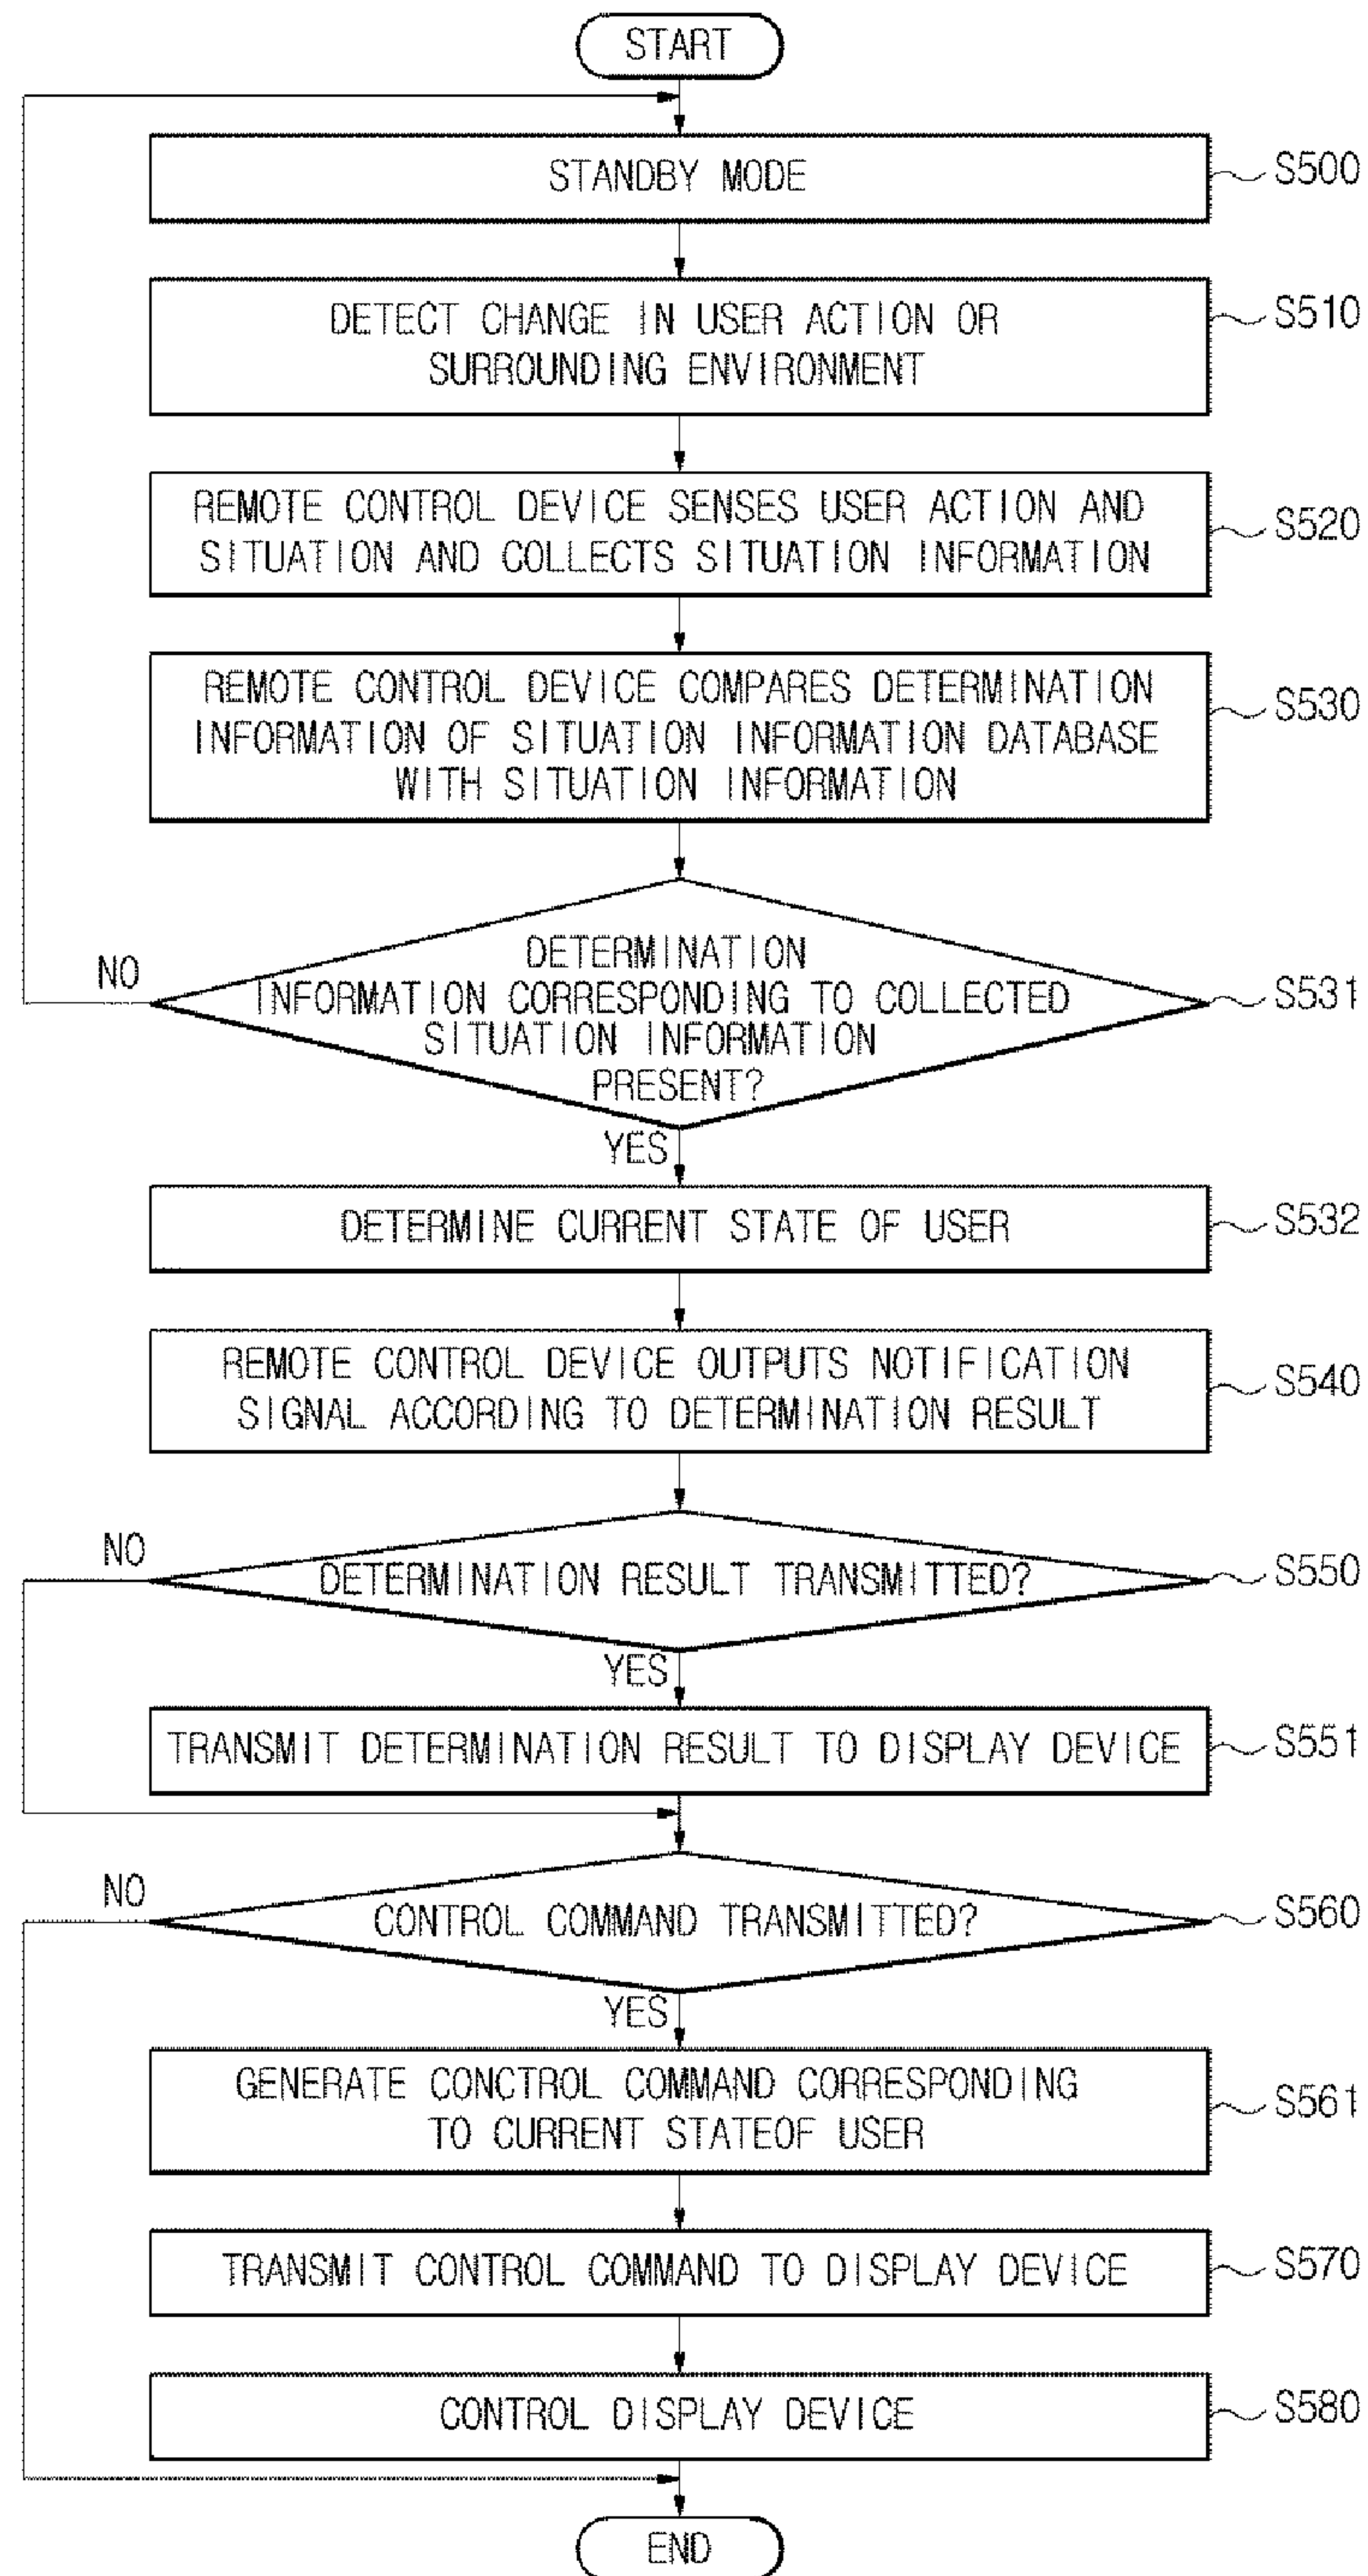 START
STANDBY MODE
S500
DETECT CHANGE IN USER ACTION OR
SURROUNDING ENVIRONMENT
S510
REMOTE CONTROL DEVICE SENSES USER ACTION AND
SITUATION AND COLLECTS SITUATION INFORMATION
S520
REMOTE CONTROL DEVICE COMPARES DETERMINATION
INFORMATION OF SITUATION INFORMATION DATABASE
WITH SITUATION INFORMATION
S530
NO
DETERMINATION
INFORMATION CORRESPONDING TO COLLECTED
SITUATION INFORMATION
PRESENT?
S531
YES
DETERMINE CURRENT STATE OF USER
S532
REMOTE CONTROL DEVICE OUTPUTS NOTIFICATION
SIGNAL ACCORDING TO DETERMINATION RESULT
S540
NO
DETERMINATION RESULT TRANSMITTED?
S550
YES
TRANSMIT DETERMINATION RESULT TO DISPLAY DEVICE
S551
NO
CONTROL COMMAND TRANSMITTED?
S560
YES
GENERATE CONCTROL COMMAND CORRESPONDING
TO CURRENT STATEOF USER
S561
TRANSMIT CONTROL COMMAND TO DISPLAY DEVICE
S570
CONTROL DISPLAY DEVICE
S580
END